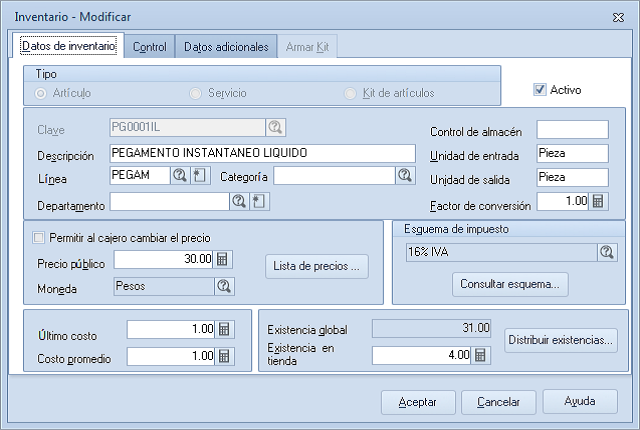 Inventario - Modificar
Datos de inventario Control Datos adicionales Armar Kit
Tipo
Artículo Servicio Kit de artículos Activo
Clave PG0001IL Control de almacén
Descripción PEGAMENTO INSTANTANEO LIQUIDO Unidad de entrada Pieza
Línea PEGAM Categoría Unidad de salida Pieza
Departamento Factor de conversión 1.00
Permitir al cajero cambiar el precio Esquema de impuesto
Precio público 30.00 Lista de precios ... 16% IVA
Moneda Pesos Consultar esquema...
Último costo 1.00 Existencia global 31.00 Distribuir existencias...
Costo promedio 1.00 Existencia en tienda 4.00
Aceptar Cancelar Ayuda